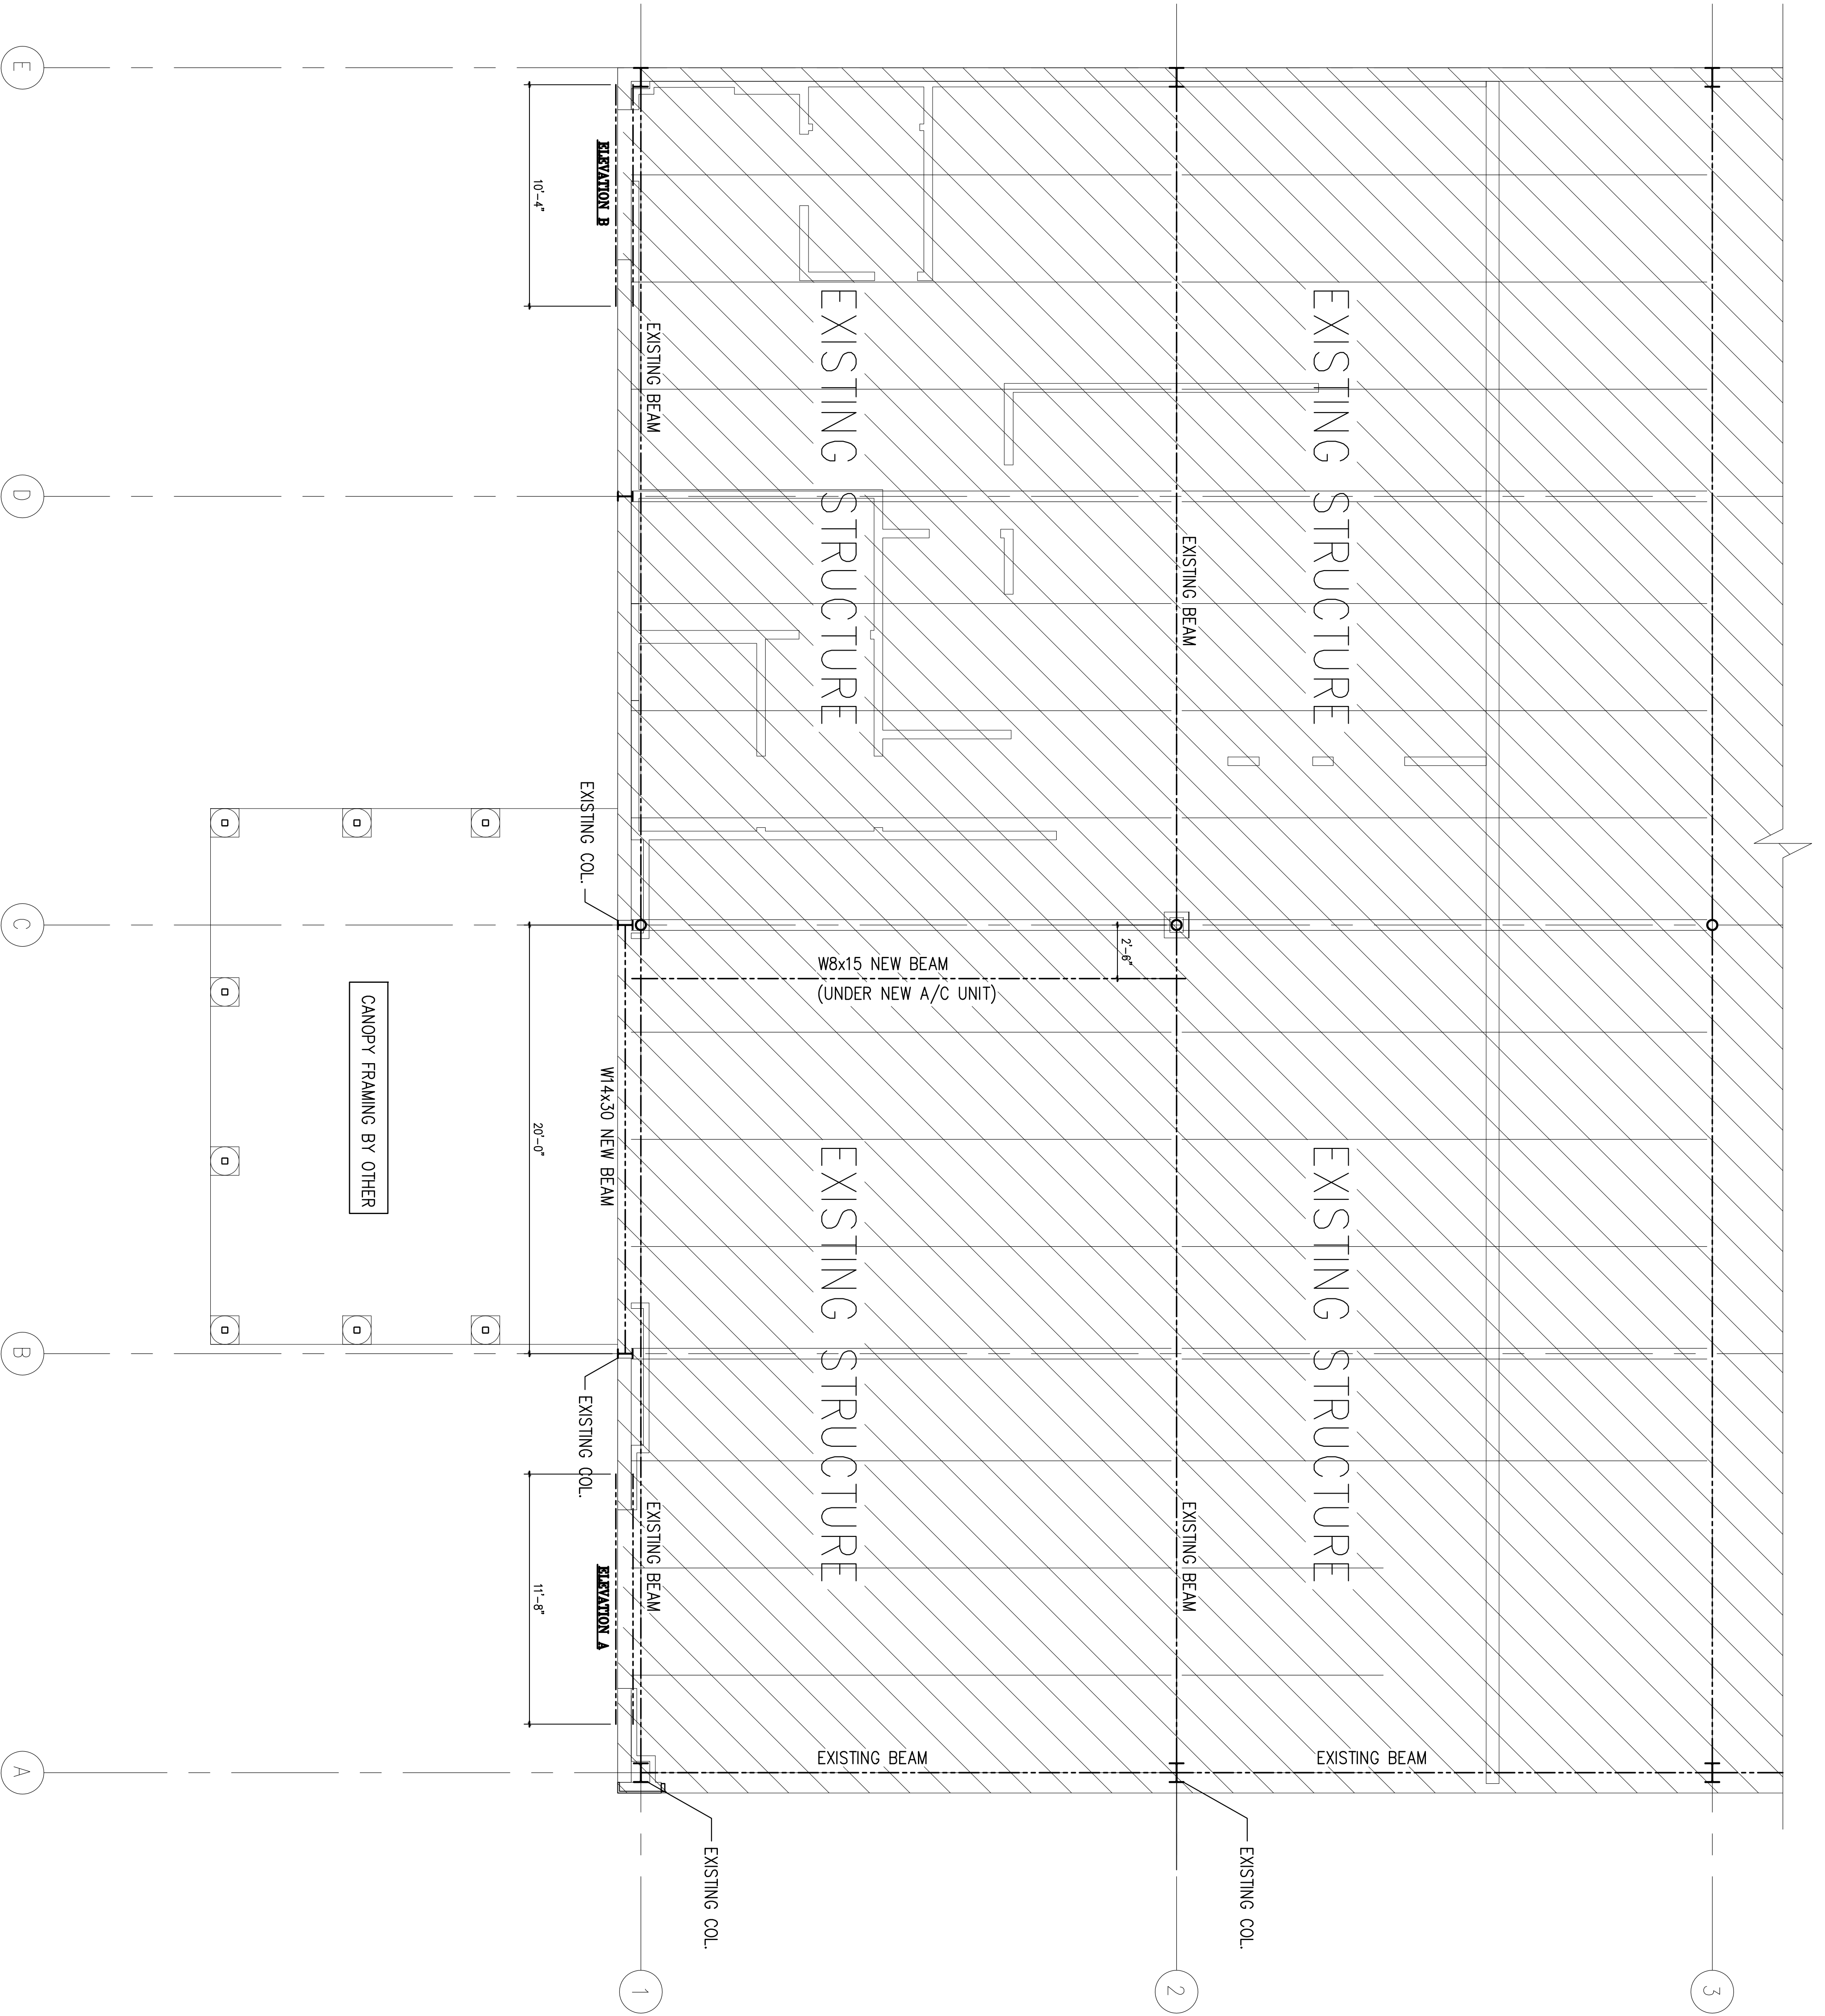 E
D
C
B
A
1
2
3
ELEVATION B
10'-4"
EXISTING BEAM
EXISTING STRUCTURE
EXISTING STRUCTURE
EXISTING BEAM
EXISTING COL.
2'-6"
W8x15 NEW BEAM
(UNDER NEW A/C UNIT)
CANOPY FRAMING BY OTHER
20'-0"
W14x30 NEW BEAM
EXISTING STRUCTURE
EXISTING STRUCTURE
EXISTING COL.
EXISTING BEAM
EXISTING BEAM
ELEVATION A
11'-8"
EXISTING BEAM
EXISTING BEAM
EXISTING COL.
EXISTING COL.